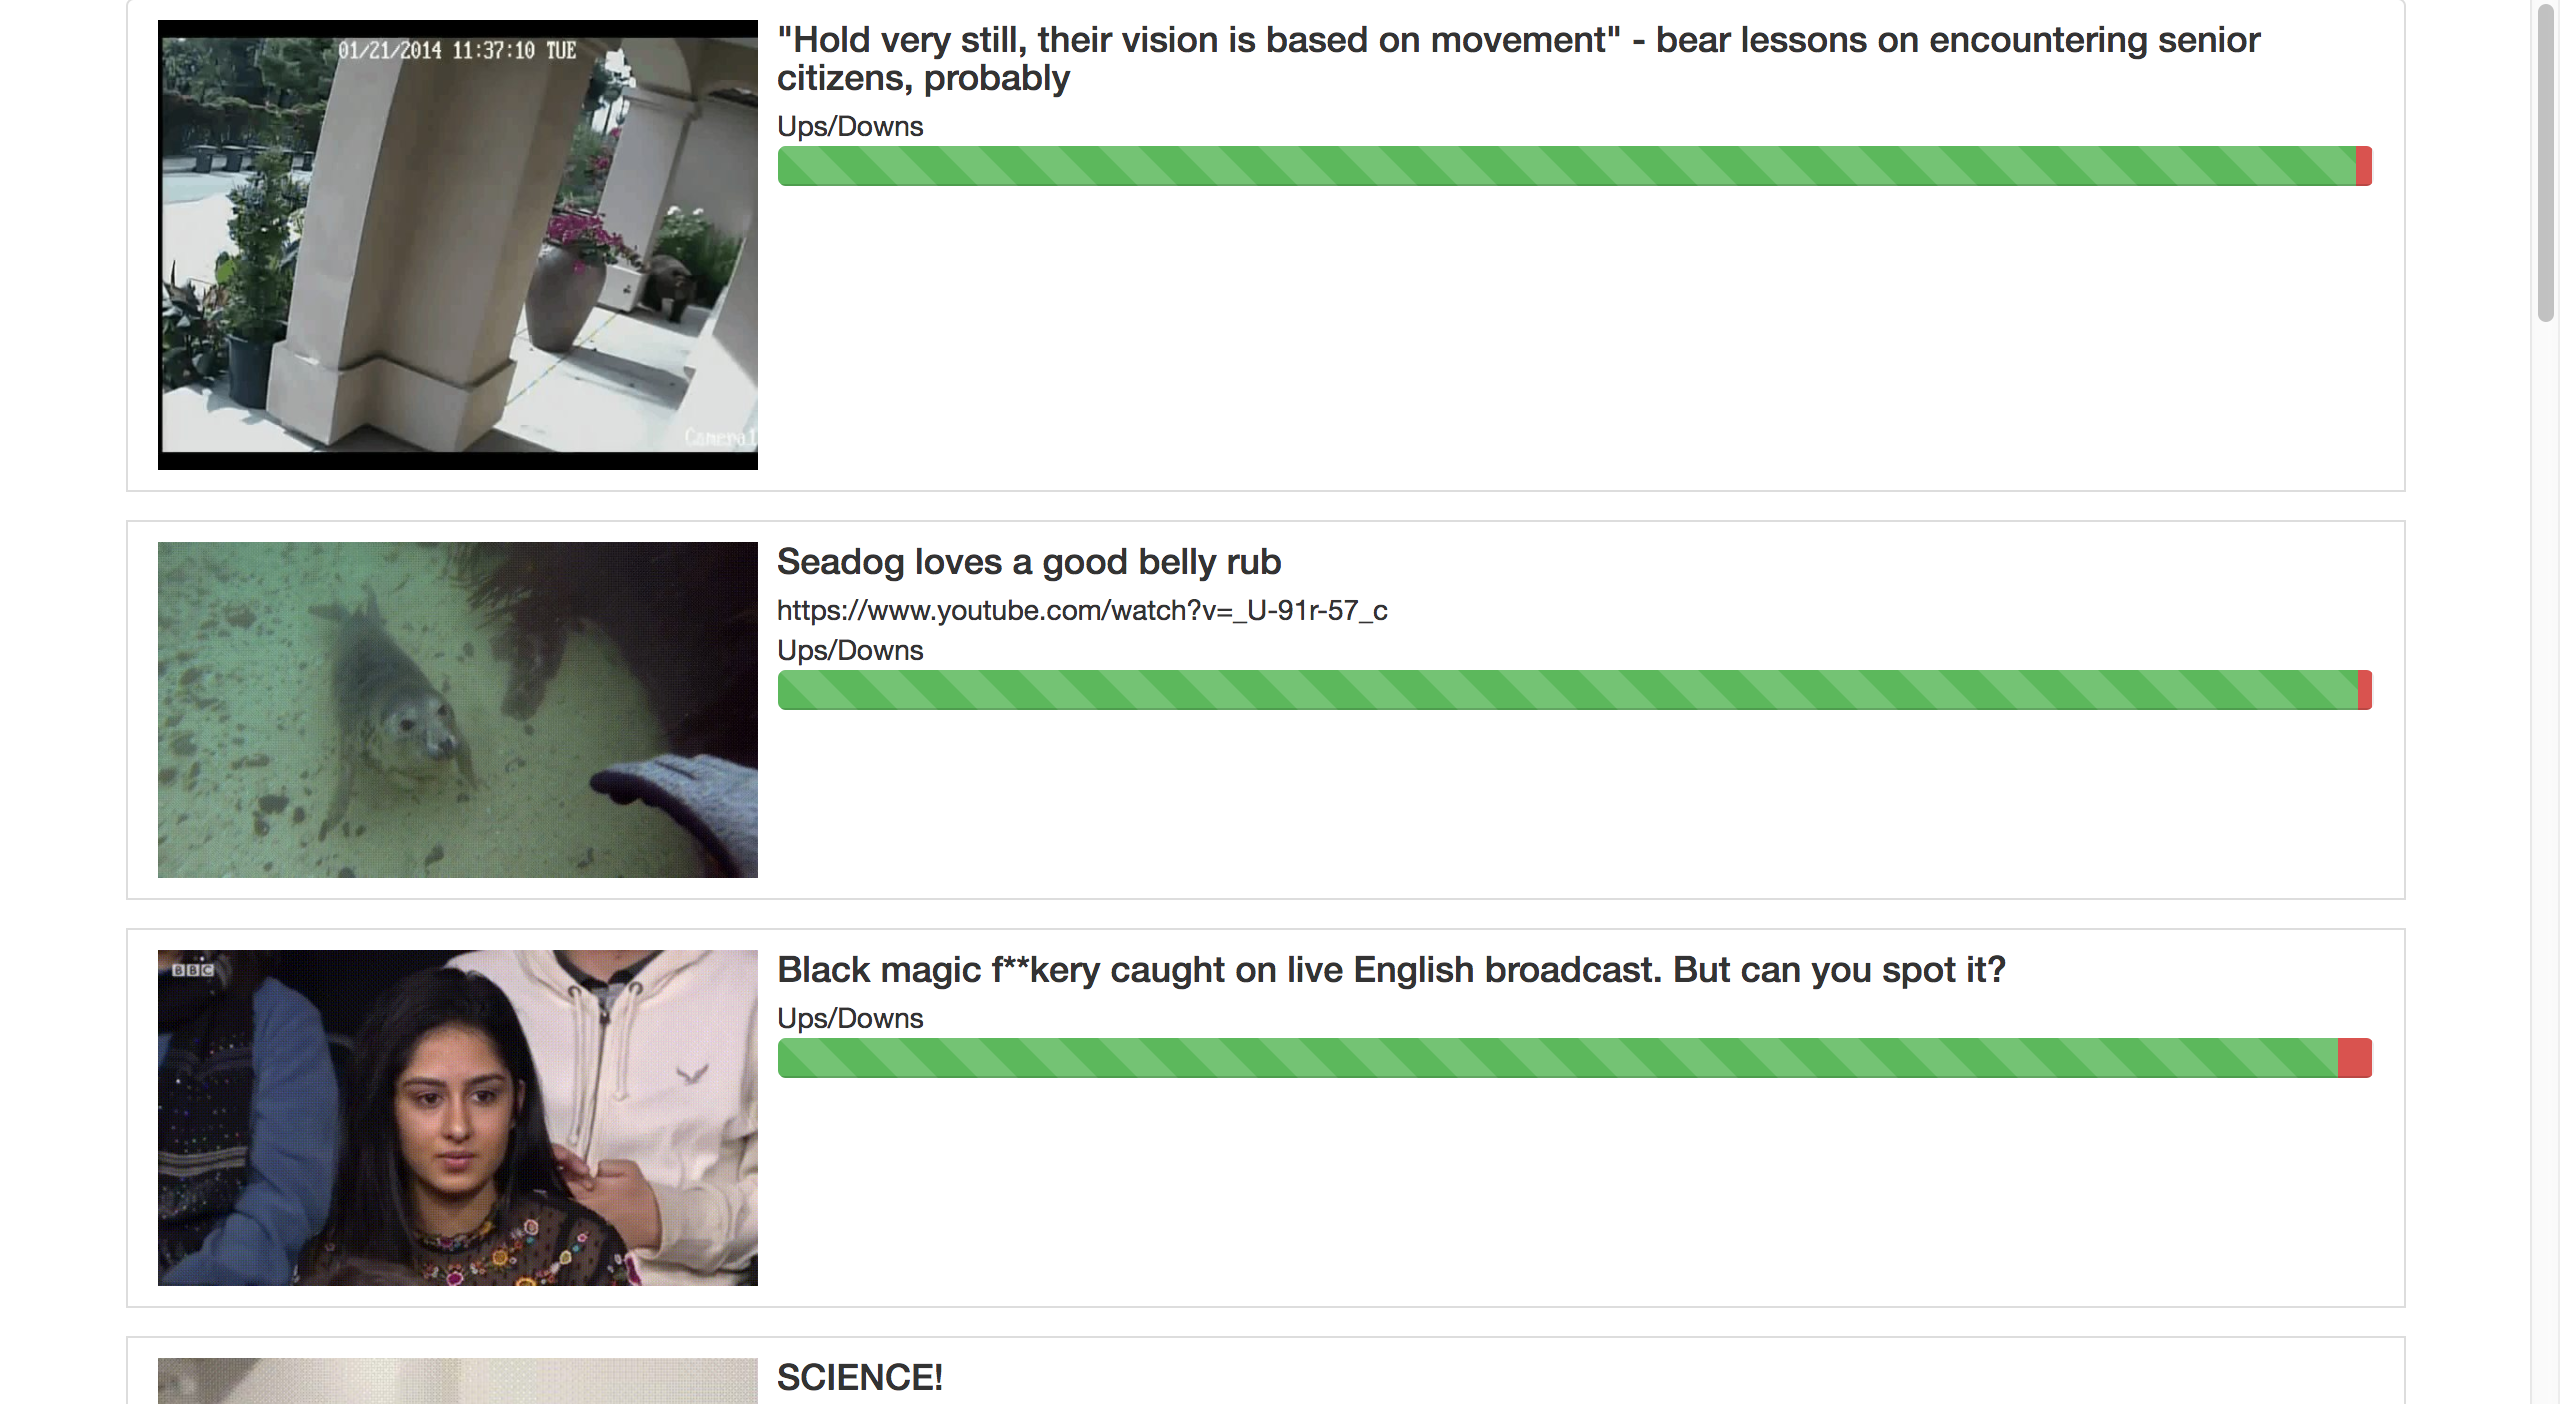 01/21/2014 11:37:10 TUE
Camera1
"Hold very still, their vision is based on movement" - bear lessons on encountering senior
citizens, probably
Ups/Downs
Seadog loves a good belly rub
https://www.youtube.com/watch?v=_U-91r-57_c
Ups/Downs
BBC
Black magic f**kery caught on live English broadcast. But can you spot it?
Ups/Downs
SCIENCE!